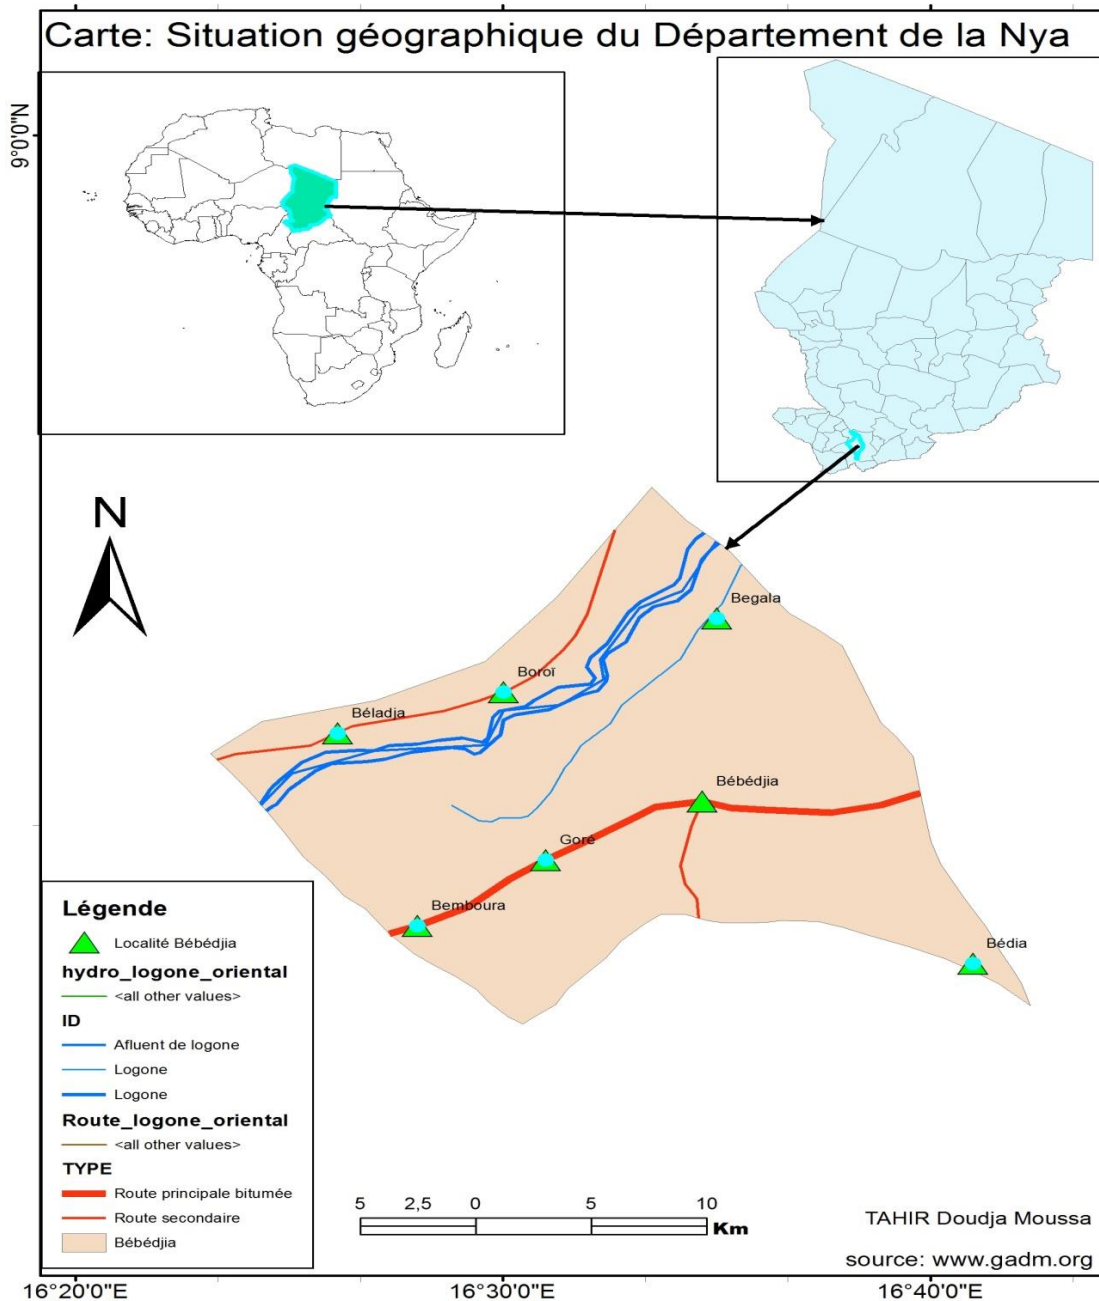 Carte: Situation géographique du Département de la Nya
9°0'0"N
N
Begala
Boroï
Béladja
Bébédjia
Goré
Bemboura
Bédia
Légende
Localité Bébédjia
hydro_logone_oriental
<all other values>
ID
Afluent de logone
Logone
Logone
Route_logone_oriental
<all other values>
TYPE
Route principale bitumée
Route secondaire
Bébédjia
5 2,5 0 5 10
Km
TAHIR Doudja Moussa
source: www.gadm.org
16°20'0"E 16°30'0"E 16°40'0"E